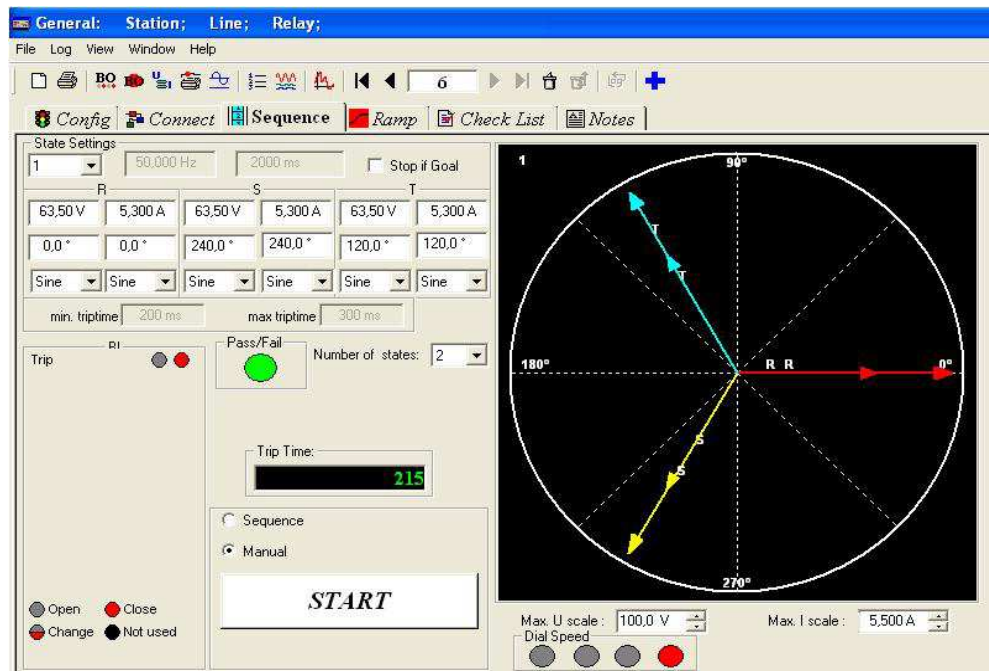 General: Station; Line; Relay;
File Log View Window Help
BO
6
Config Connect Sequence Ramp Check List Notes
State Settings
1 50,000 Hz 2000 ms Stop if Goal
R S T
63,50 V 5,300 A 63,50 V 5,300 A 63,50 V 5,300 A
0,0 ° 0,0 ° 240,0 ° 240,0 ° 120,0 ° 120,0 °
Sine Sine Sine Sine Sine Sine
min. triptime 200 ms max triptime 300 ms
Trip
Pass/Fail
Number of states: 2
Trip Time:
215
Sequence
Manual
START
Open Close
Change Not used
1
90°
T
T
180° R R 0°
S
S
270°
Max. U scale : 100,0 V Max. I scale : 5,500 A
Dial Speed